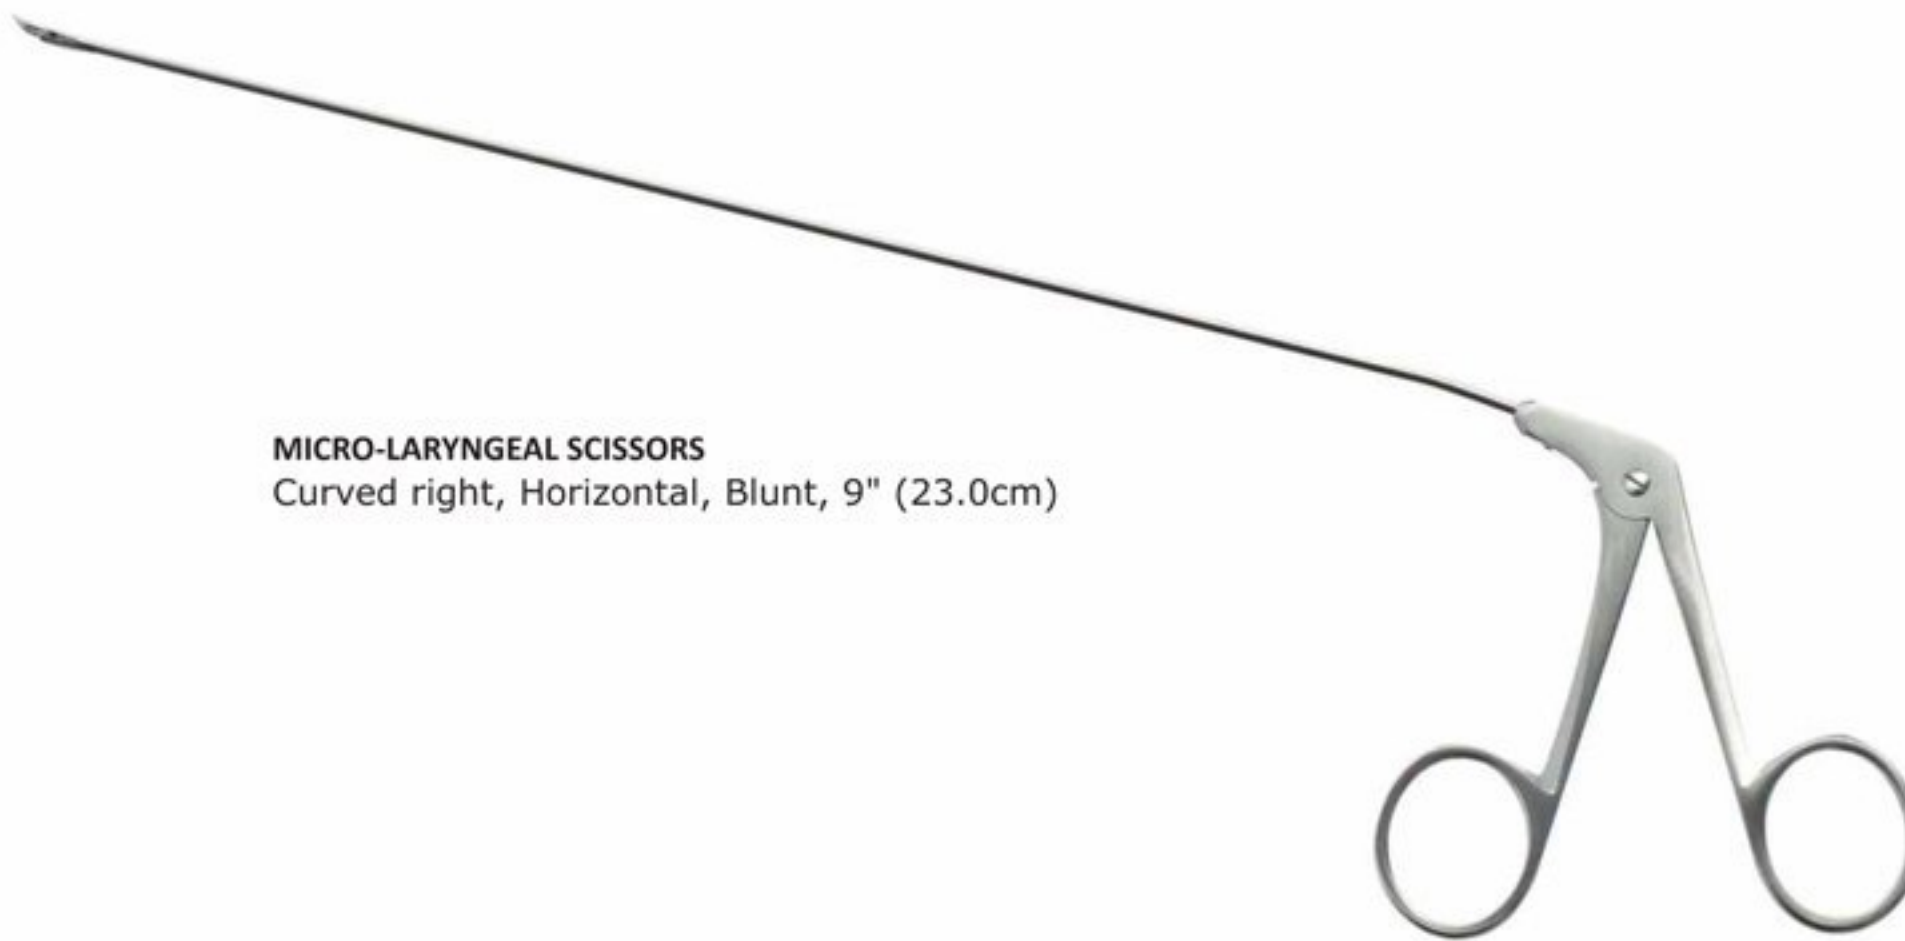 MICRO-LARYNGEAL SCISSORS
Curved right, Horizontal, Blunt, 9" (23.0cm)